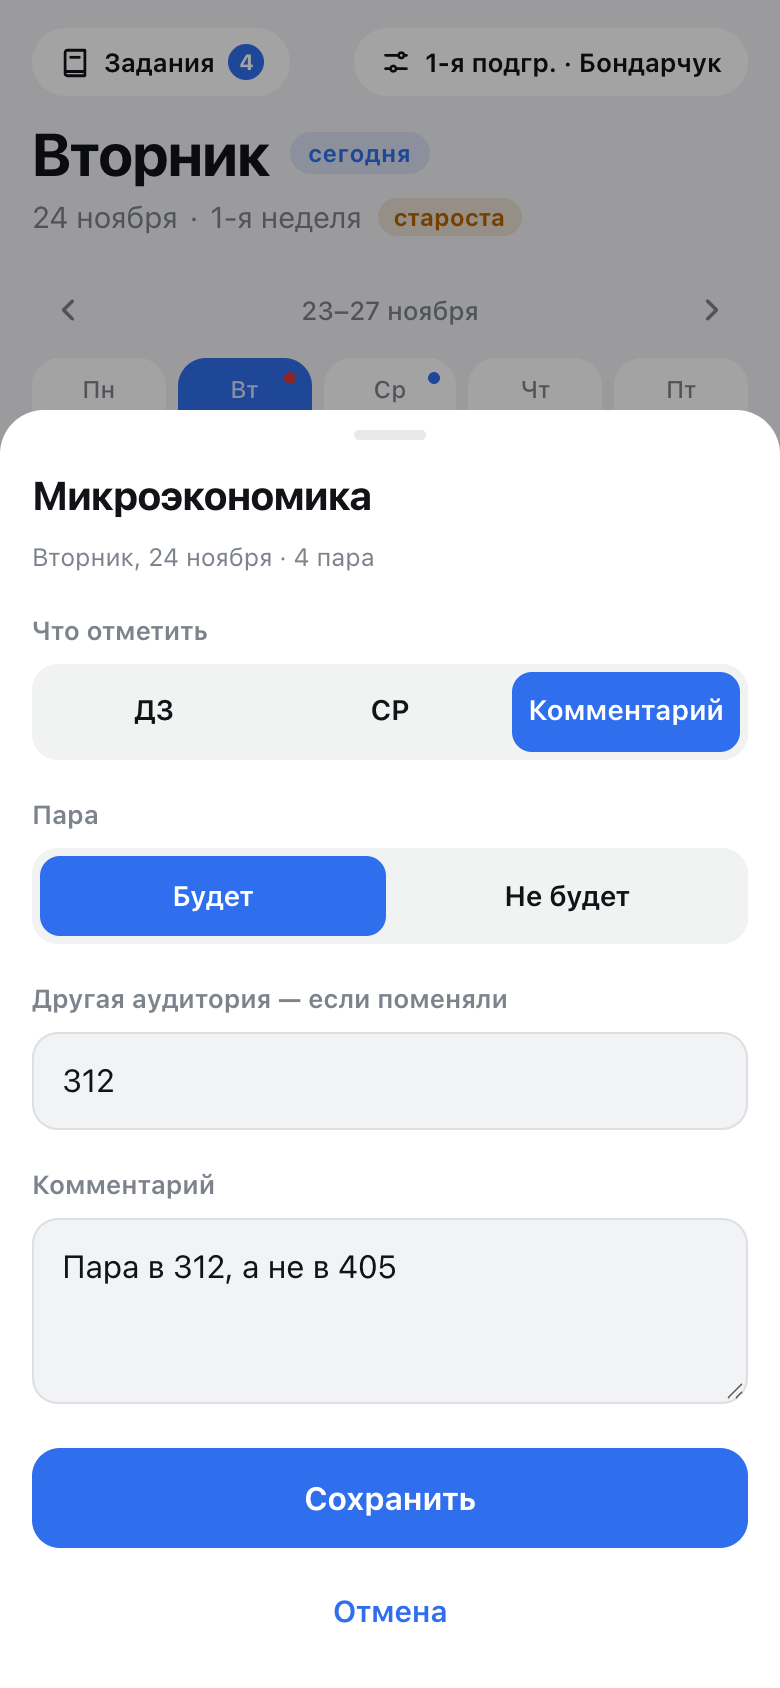 Задания 4
1-я подгр. · Бондарчук
Вторник сегодня
24 ноября · 1-я неделя староста
23–27 ноября
Пн Вт Ср Чт Пт
Микроэкономика
Вторник, 24 ноября · 4 пара
Что отметить
ДЗ СР Комментарий
Пара
Будет Не будет
Другая аудитория — если поменяли
312
Комментарий
Пара в 312, а не в 405
Сохранить
Отмена